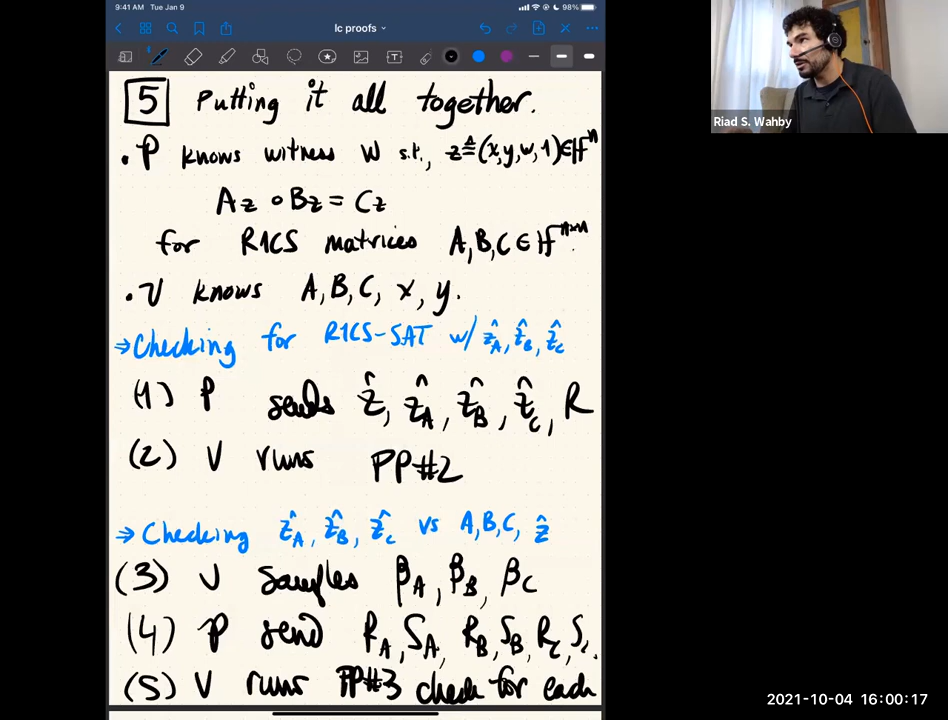 9:41 AM Tue Jan 9
98%
lc proofs
5 Putting it all together.
• P knows witness w s.t., z ≜ (x,y,w,1) ∈ 𝔽ⁿ
Az ∘ Bz = Cz
for R1CS matrices A,B,C ∈ 𝔽ⁿˣⁿ.
• V knows A,B,C, x, y.
⇒ Checking for R1CS-SAT w/ ẑ_A, ẑ_B, ẑ_C
(1) P sends ẑ, ẑ_A, ẑ_B, ẑ_C, R
(2) V runs PP#2
⇒ Checking ẑ_A, ẑ_B, ẑ_C vs A,B,C, ẑ
(3) V samples β_A, β_B, β_C
(4) P send R_A, S_A, R_B, S_B, R_C, S_C.
(5) V runs PP#3 check for each
Riad S. Wahby
2021-10-04 16:00:17